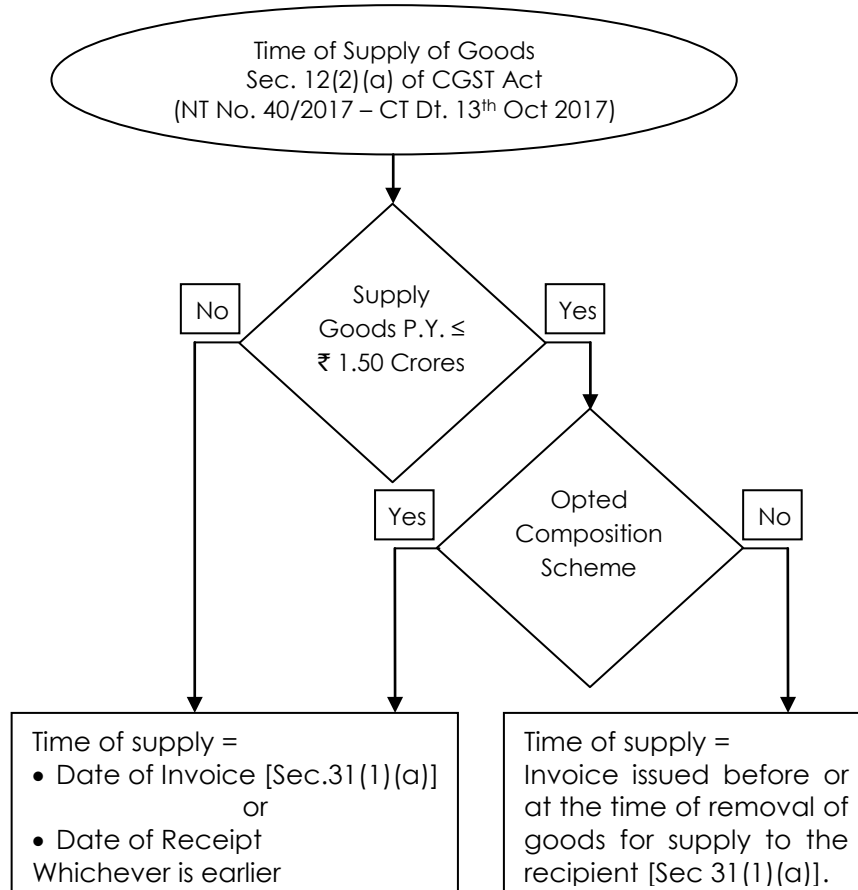 Time of Supply of Goods
Sec. 12(2)(a) of CGST Act
(NT No. 40/2017 – CT Dt. 13th Oct 2017)
Supply
Goods P.Y. ≤
₹ 1.50 Crores
No
Yes
Opted
Composition
Scheme
Yes
No
Time of supply =
• Date of Invoice [Sec.31(1)(a)]
or
• Date of Receipt
Whichever is earlier
Time of supply =
Invoice issued before or
at the time of removal of
goods for supply to the
recipient [Sec 31(1)(a)].